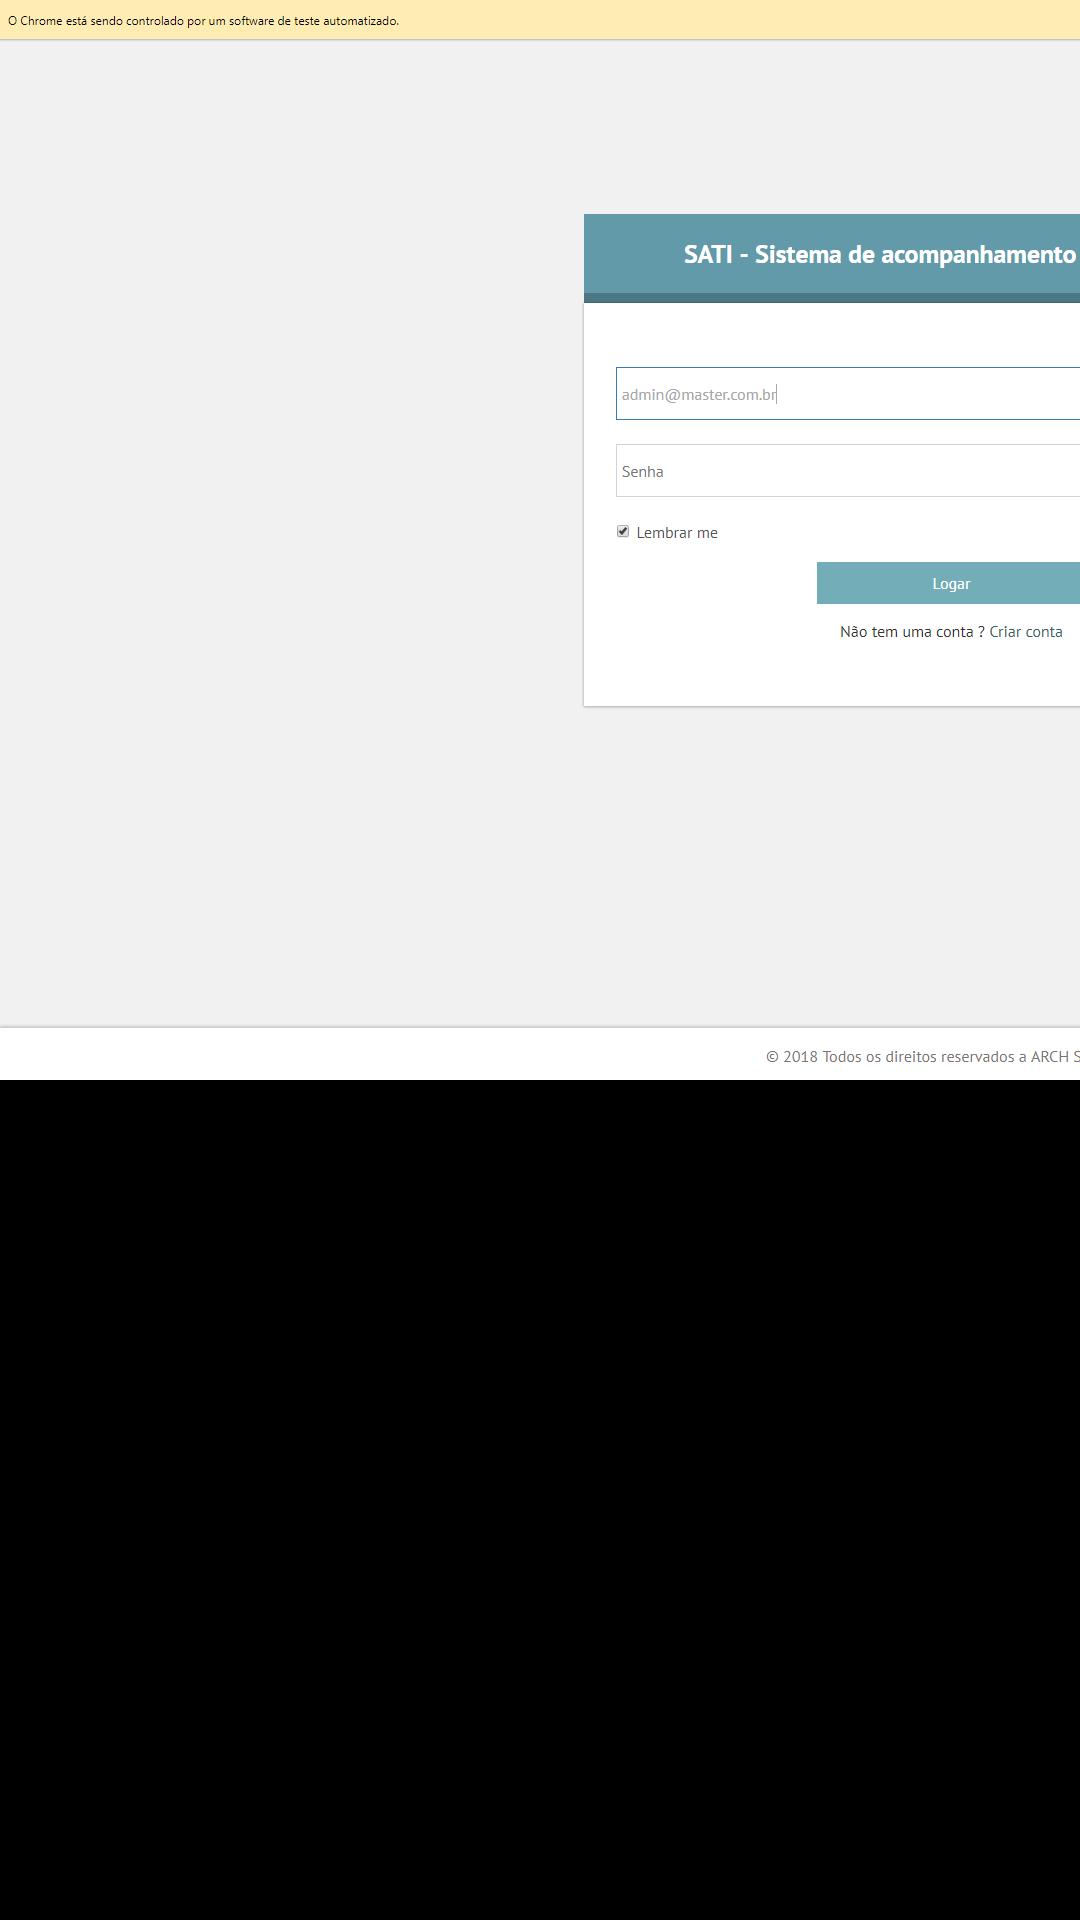 O Chrome está sendo controlado por um software de teste automatizado.
SATI - Sistema de acompanhamento
admin@master.com.br
Senha
Lembrar me
Logar
Não tem uma conta ? Criar conta
© 2018 Todos os direitos reservados a ARCH S